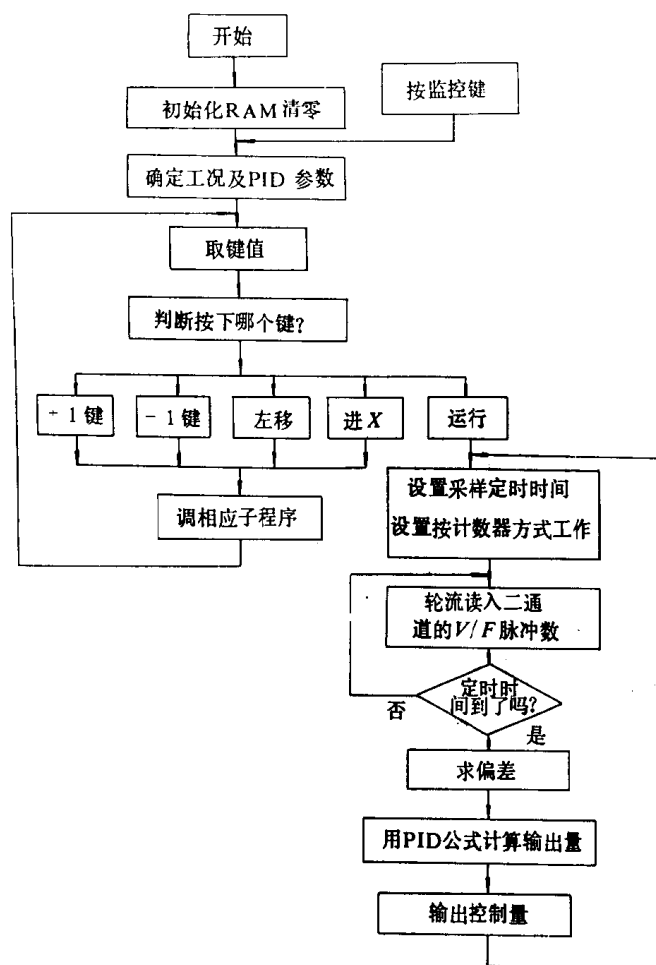 开始
按监控键
初始化RAM清零
确定工况及PID 参数
取键值
判断按下哪个键?
+1键
-1键
左移
进X
运行
调相应子程序
设置采样定时时间
设置按计数器方式工作
轮流读入二通
道的V/F脉冲数
定时时
间到了吗?
否
是
求偏差
用PID公式计算输出量
输出控制量